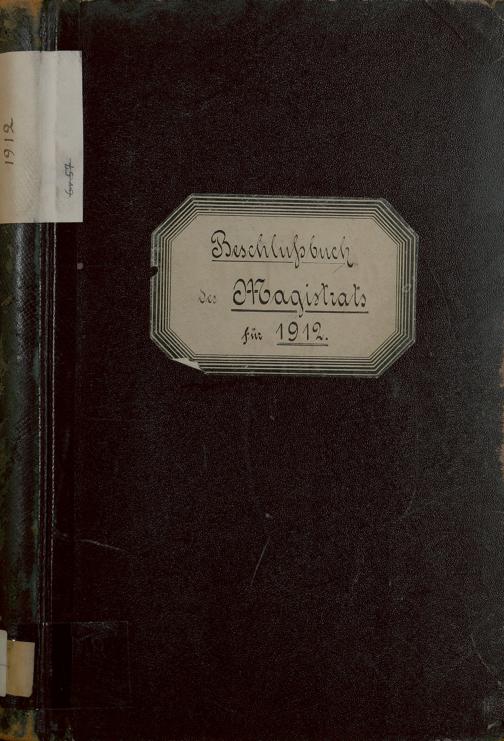 1912
Beschlußbuch
des Magistrats
für 1912.